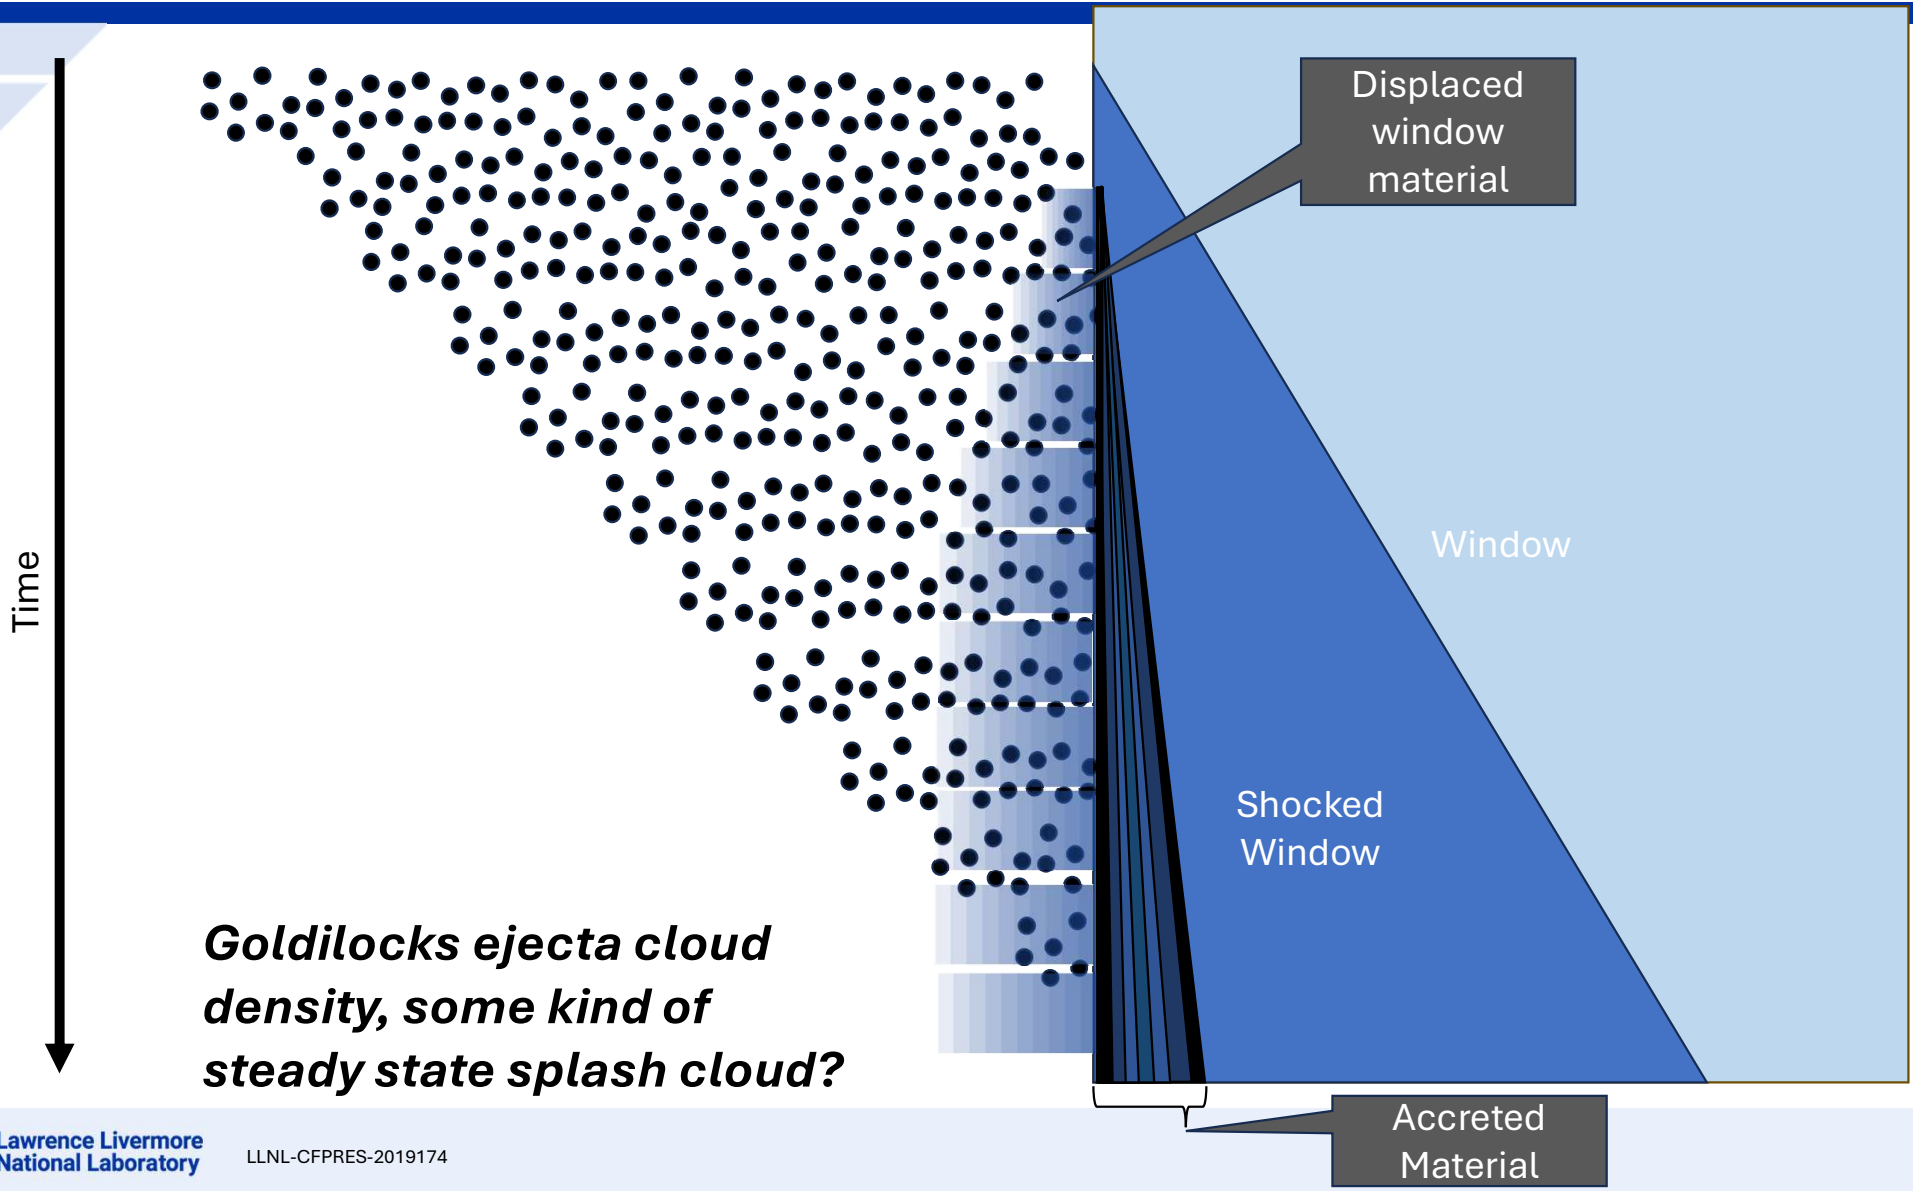 Displaced
window
material
Time
Window
Shocked
Window
Goldilocks ejecta cloud
density, some kind of
steady state splash cloud?
Accreted
Material
Lawrence Livermore
National Laboratory
LLNL-CFPRES-2019174